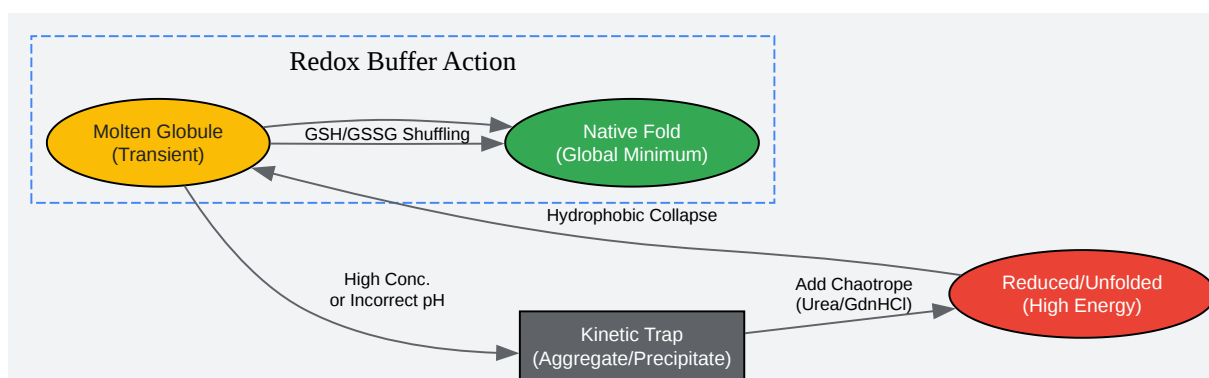 Redox Buffer Action
Molten Globule
(Transient)
GSH/GSSG Shuffling
Native Fold
(Global Minimum)
Hydrophobic Collapse
High Conc.
or Incorrect pH
Add Chaotrope
(Urea/GdnHCl)
Reduced/Unfolded
(High Energy)
Kinetic Trap
(Aggregate/Precipitate)